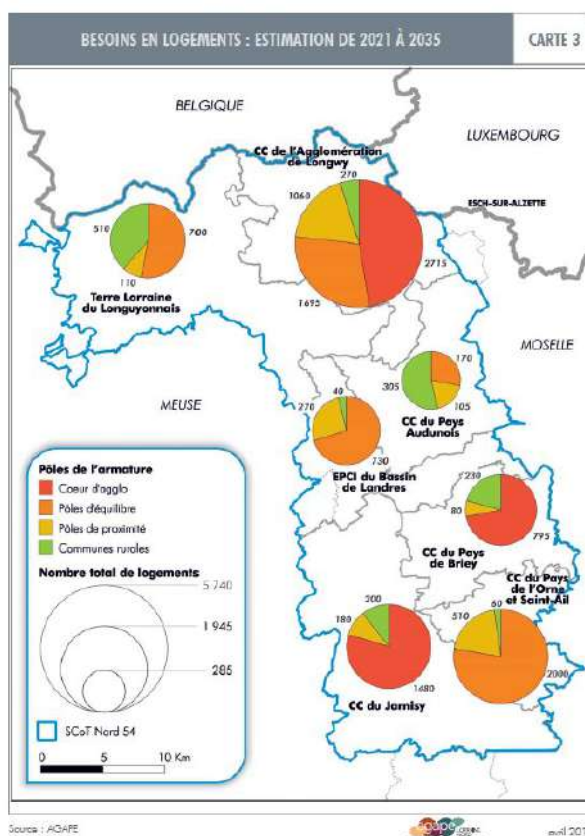 BESOINS EN LOGEMENTS : ESTIMATION DE 2021 À 2035
CARTE 3
BELGIQUE
LUXEMBOURG
CC de l'Agglomération
de Longwy
270
1060
ESCH-SUR-ALZETTE
510
700
110
2715
1695
Terre Lorraine
du Longuyonnais
MOSELLE
MEUSE
170
305
105
CC du Pays
Audunois
40
270
730
EPCI du Bassin
de Landres
230
80
795
CC du Pays
de Briey
CC du Pays
de l'Orne
et Saint-Ail
60
510
2000
200
180
1480
CC du Jarnisy
Pôles de l'armature
Coeur d'agglo
Pôles d'équilibre
Pôles de proximité
Communes rurales
Nombre total de logements
5 740
1 945
285
SCoT Nord 54
0 5 10 Km
Source : AGAPE
agape
avril 201